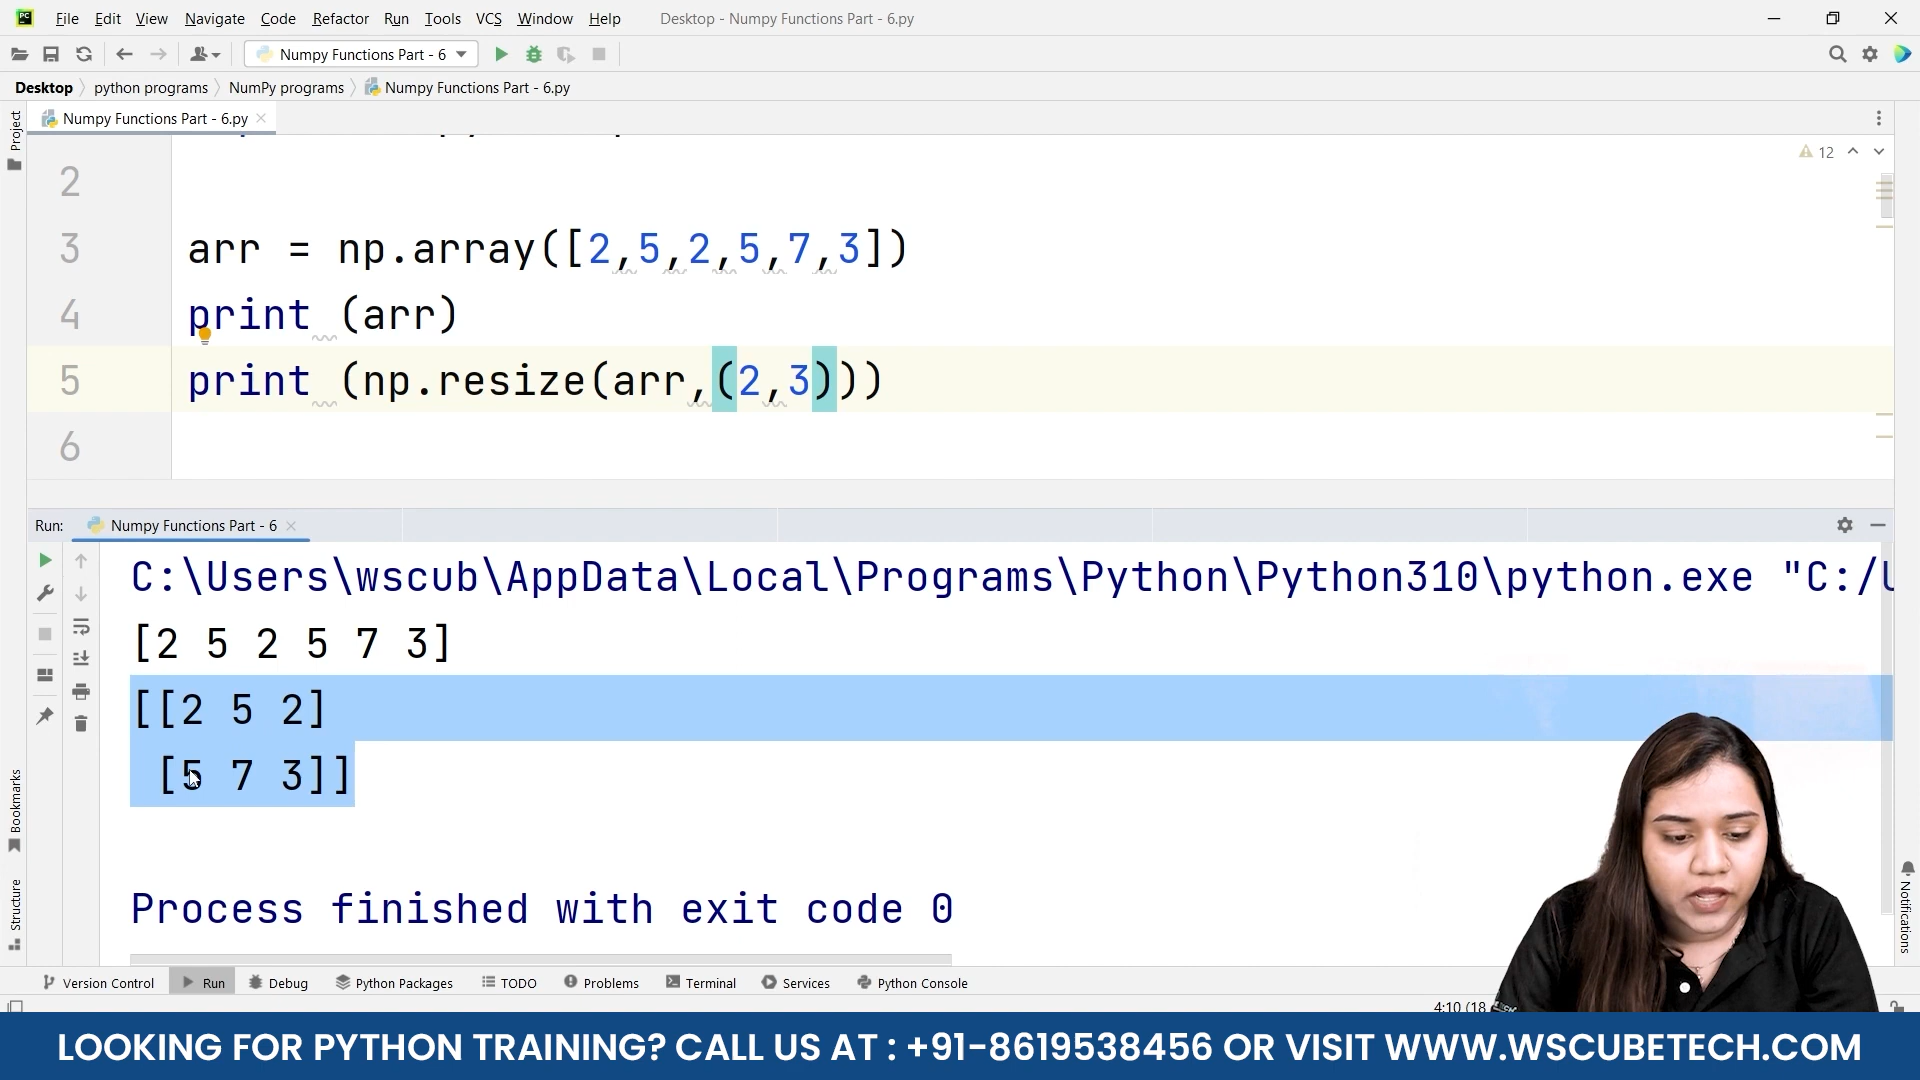 File Edit View Navigate Code Refactor Run Tools VCS Window Help Desktop - Numpy Functions Part - 6.py
Numpy Functions Part - 6
Desktop python programs NumPy programs Numpy Functions Part - 6.py
Numpy Functions Part - 6.py
Project
12
2
3 arr = np.array([2,5,2,5,7,3])
4 print (arr)
5 print (np.resize(arr,(2,3)))
6
Run: Numpy Functions Part - 6
C:\Users\wscub\AppData\Local\Programs\Python\Python310\python.exe "C:/U
[2 5 2 5 7 3]
[[2 5 2]
[5 7 3]]
Process finished with exit code 0
Bookmarks
Structure
Notifications
Version Control Run Debug Python Packages TODO Problems Terminal Services Python Console
4:10 (18
LOOKING FOR PYTHON TRAINING? CALL US AT : +91-8619538456 OR VISIT WWW.WSCUBETECH.COM